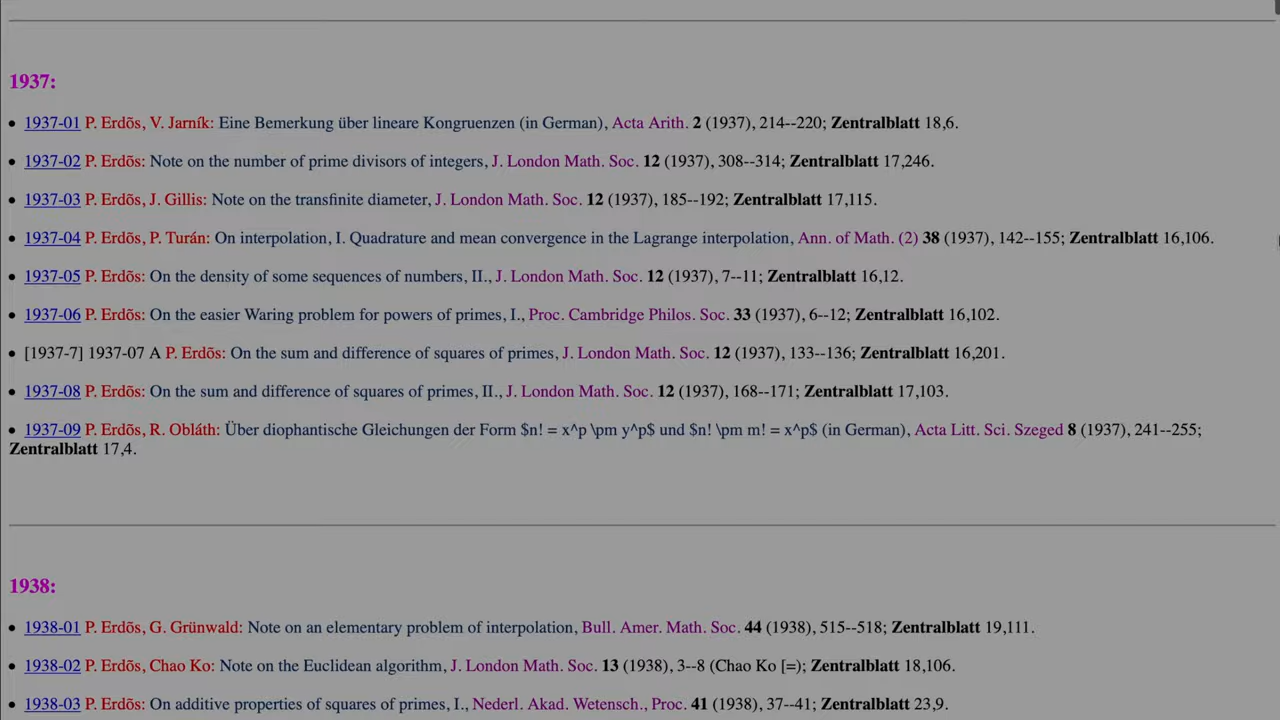 1937:
• 1937-01 P. Erdõs, V. Jarník: Eine Bemerkung über lineare Kongruenzen (in German), Acta Arith. 2 (1937), 214--220; Zentralblatt 18,6.
• 1937-02 P. Erdõs: Note on the number of prime divisors of integers, J. London Math. Soc. 12 (1937), 308--314; Zentralblatt 17,246.
• 1937-03 P. Erdõs, J. Gillis: Note on the transfinite diameter, J. London Math. Soc. 12 (1937), 185--192; Zentralblatt 17,115.
• 1937-04 P. Erdõs, P. Turán: On interpolation, I. Quadrature and mean convergence in the Lagrange interpolation, Ann. of Math. (2) 38 (1937), 142--155; Zentralblatt 16,106.
• 1937-05 P. Erdõs: On the density of some sequences of numbers, II., J. London Math. Soc. 12 (1937), 7--11; Zentralblatt 16,12.
• 1937-06 P. Erdõs: On the easier Waring problem for powers of primes, I., Proc. Cambridge Philos. Soc. 33 (1937), 6--12; Zentralblatt 16,102.
• [1937-7] 1937-07 A P. Erdõs: On the sum and difference of squares of primes, J. London Math. Soc. 12 (1937), 133--136; Zentralblatt 16,201.
• 1937-08 P. Erdõs: On the sum and difference of squares of primes, II., J. London Math. Soc. 12 (1937), 168--171; Zentralblatt 17,103.
• 1937-09 P. Erdõs, R. Obláth: Über diophantische Gleichungen der Form $n! = x^p \pm y^p$ und $n! \pm m! = x^p$ (in German), Acta Litt. Sci. Szeged 8 (1937), 241--255;
Zentralblatt 17,4.
1938:
• 1938-01 P. Erdõs, G. Grünwald: Note on an elementary problem of interpolation, Bull. Amer. Math. Soc. 44 (1938), 515--518; Zentralblatt 19,111.
• 1938-02 P. Erdõs, Chao Ko: Note on the Euclidean algorithm, J. London Math. Soc. 13 (1938), 3--8 (Chao Ko [=); Zentralblatt 18,106.
• 1938-03 P. Erdõs: On additive properties of squares of primes, I., Nederl. Akad. Wetensch., Proc. 41 (1938), 37--41; Zentralblatt 23,9.